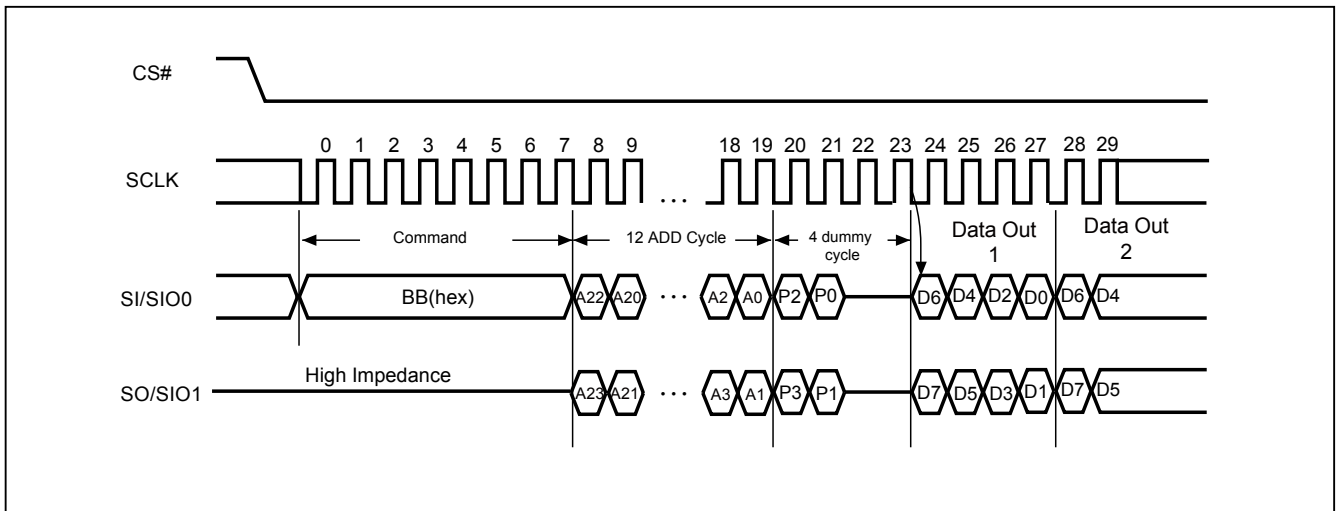 CS#
0 1 2 3 4 5 6 7 8 9 18 19 20 21 22 23 24 25 26 27 28 29
SCLK
...
Command
12 ADD Cycle
4 dummy
cycle
Data Out
1
Data Out
2
SI/SIO0
BB(hex)
A22 A20 ... A2 A0 P2 P0 D6 D4 D2 D0 D6 D4
High Impedance
SO/SIO1
A23 A21 ... A3 A1 P3 P1 D7 D5 D3 D1 D7 D5